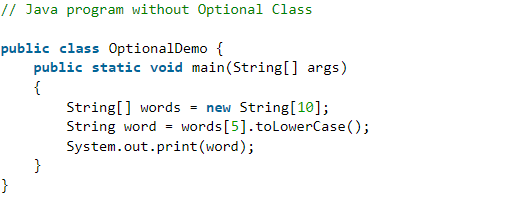 // Java program without Optional Class

public class OptionalDemo {
    public static void main(String[] args)
    {
        String[] words = new String[10];
        String word = words[5].toLowerCase();
        System.out.print(word);
    }
}